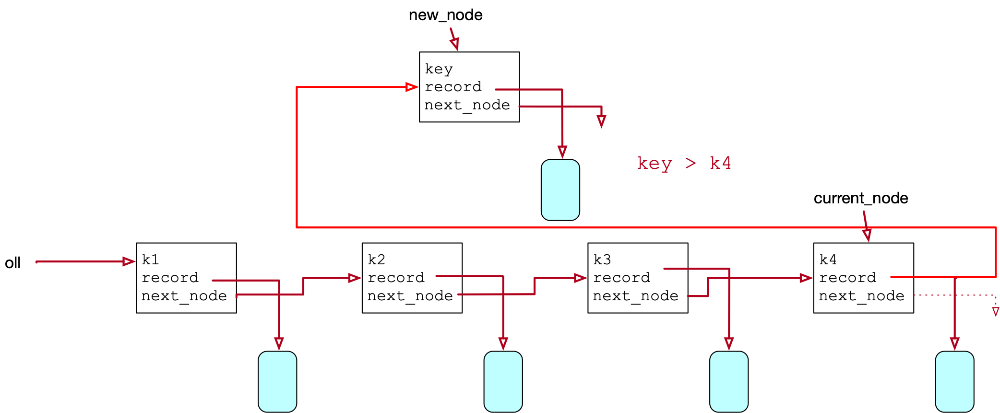 new_node
key
record
next_node
key > k4
current_node
oll
k1
record
next_node
k2
record
next_node
k3
record
next_node
k4
record
next_node